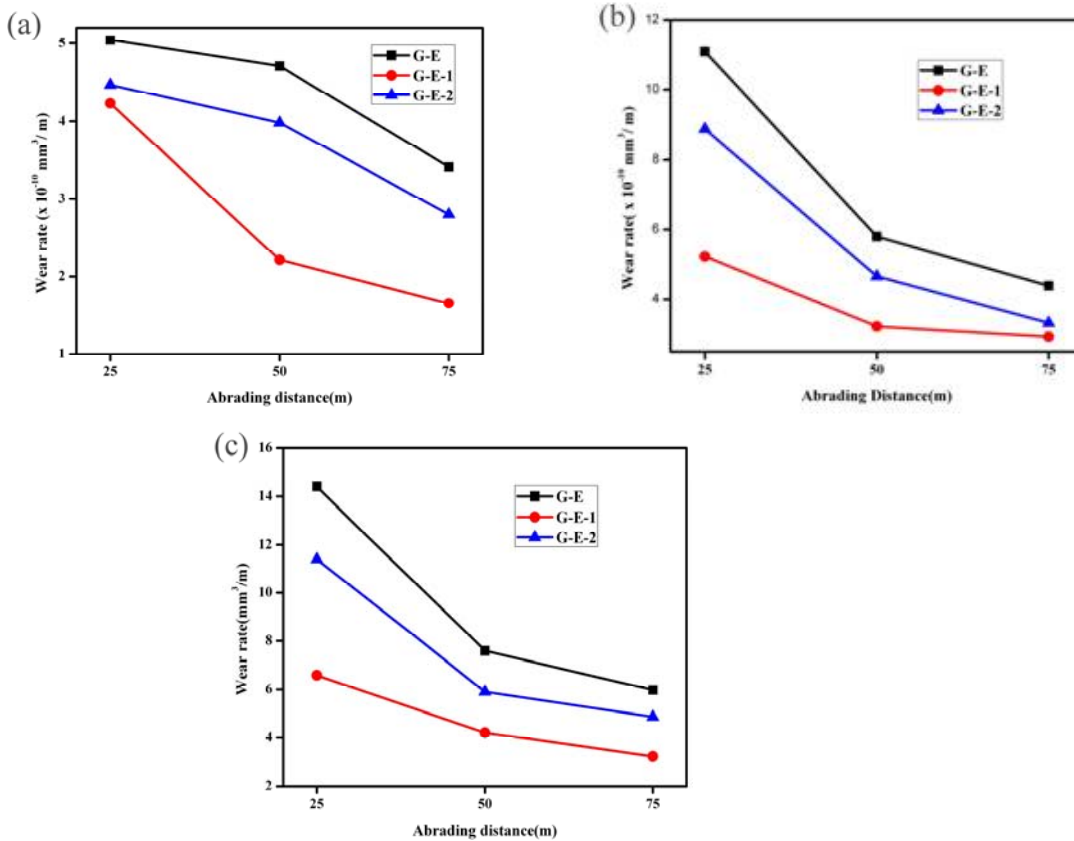 (a)
5
4
3
2
1
Wear rate (x 10⁻¹⁰ mm³/ m)
G-E
G-E-1
G-E-2
25
50
75
Abrading distance(m)
(b)
12
10
8
6
4
Wear rate( x 10⁻¹⁰ mm³/ m)
G-E
G-E-1
G-E-2
25
50
75
Abrading Distance(m)
(c)
16
14
12
10
8
6
4
2
Wear rate(mm³/m)
G-E
G-E-1
G-E-2
25
50
75
Abrading distance(m)